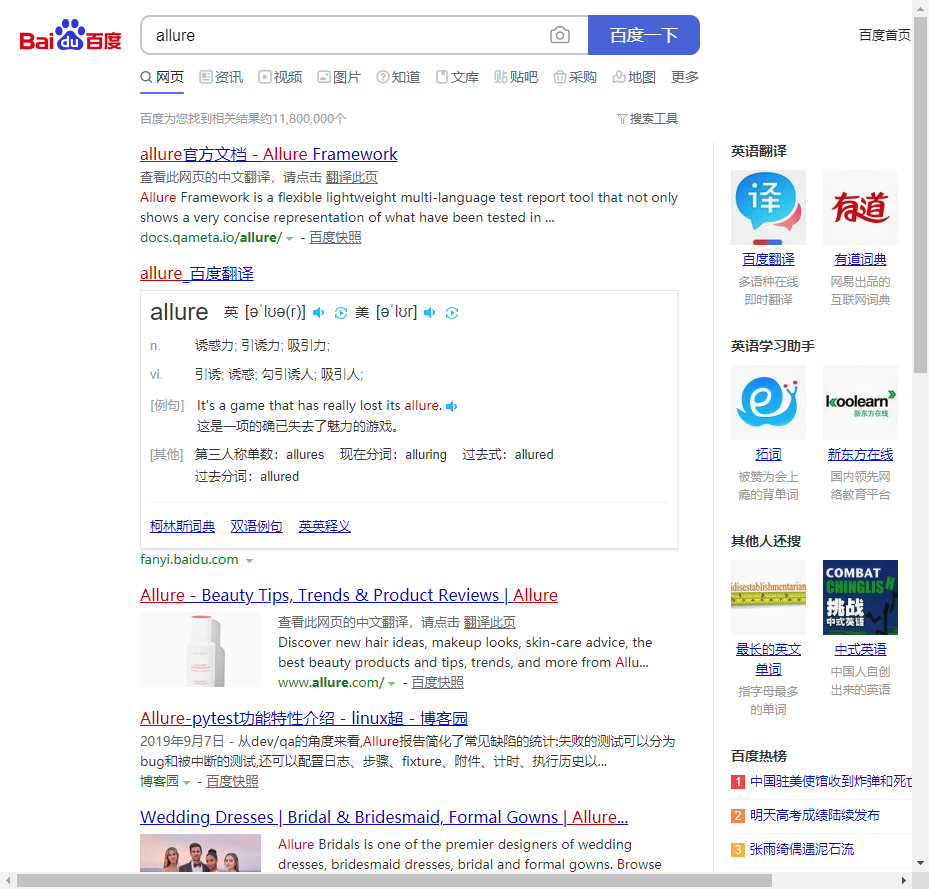 Bai du 百度
allure
百度一下
百度首页
网页 资讯 视频 图片 知道 文库 贴吧 采购 地图 更多
百度为您找到相关结果约11,800,000个
搜索工具
allure官方文档 - Allure Framework
查看此网页的中文翻译，请点击 翻译此页
Allure Framework is a flexible lightweight multi-language test report tool that not only
shows a very concise representation of what have been tested in ...
docs.qameta.io/allure/ - 百度快照
allure_百度翻译
allure 英 [əˈlʊə(r)] 美 [əˈlʊr]
n. 诱惑力; 引诱力; 吸引力;
vi. 引诱; 诱惑; 勾引诱人; 吸引人;
[例句] It's a game that has really lost its allure.
这是一项的确已失去了魅力的游戏。
[其他] 第三人称单数：allures 现在分词：alluring 过去式：allured
过去分词：allured
柯林斯词典 双语例句 英英释义
fanyi.baidu.com
Allure - Beauty Tips, Trends & Product Reviews | Allure
查看此网页的中文翻译，请点击 翻译此页
Discover new hair ideas, makeup looks, skin-care advice, the
best beauty products and tips, trends, and more from Allu...
www.allure.com/ - 百度快照
Allure-pytest功能特性介绍 - linux超 - 博客园
2019年9月7日 - 从dev/qa的角度来看,Allure报告简化了常见缺陷的统计:失败的测试可以分为
bug和被中断的测试,还可以配置日志、步骤、fixture、附件、计时、执行历史以...
博客园 - 百度快照
Wedding Dresses | Bridal & Bridesmaid, Formal Gowns | Allure...
Allure Bridals is one of the premier designers of wedding
dresses, bridesmaid dresses, bridal and formal gowns. Browse
英语翻译
译
有道
百度翻译 有道词典
多语种在线 网易出品的
即时翻译 互联网词典
英语学习助手
koolearn
新东方在线
拓词 新东方在线
被赞为会上 国内领先网
瘾的背单词 络教育平台
其他人还搜
idisestablishmentarian
COMBAT
CHINGLISH
挑战
中式英语
最长的英文 中式英语
单词
中国人自创
指字母最多 出来的英语
的单词
百度热榜
1 中国驻美使馆收到炸弹和死亡
2 明天高考成绩陆续发布
3 张雨绮偶遇泥石流